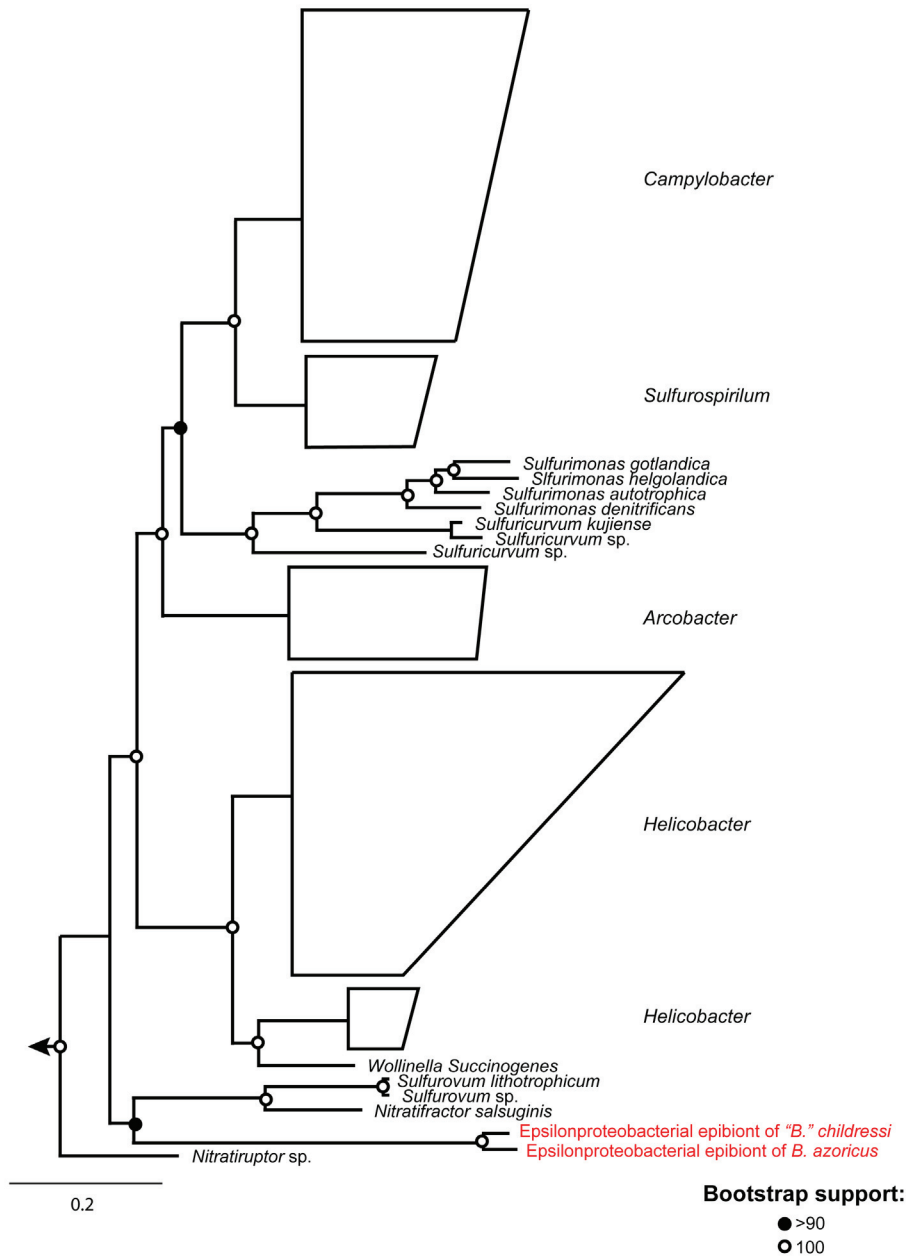 Campylobacter
Sulfurospirilum
Sulfurimonas gotlandica
Slfurimonas helgolandica
Sulfurimonas autotrophica
Sulfurimonas denitrificans
Sulfuricurvum kujiense
Sulfuricurvum sp.
Sulfuricurvum sp.
Arcobacter
Helicobacter
Helicobacter
Wollinella Succinogenes
Sulfurovum lithotrophicum
Sulfurovum sp.
Nitratifractor salsuginis
Epsilonproteobacterial epibiont of "B." childressi
Epsilonproteobacterial epibiont of B. azoricus
Nitratiruptor sp.
0.2
Bootstrap support:
>90
100